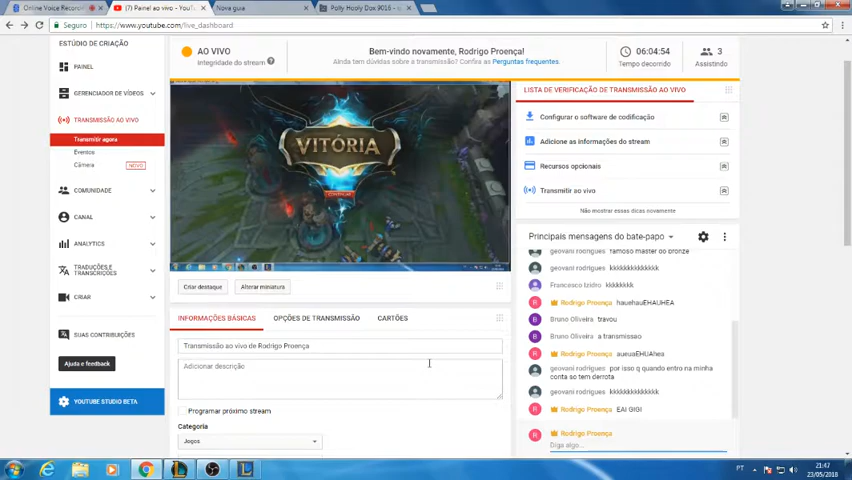 Online Voice Recorder
(7) Painel ao vivo - Yo
Nova guia
Polly Hooly Dox 9016 -
Seguro
https://www.youtube.com/live_dashboard
ESTÚDIO DE CRIAÇÃO
PAINEL
GERENCIADOR DE VÍDEOS
TRANSMISSÃO AO VIVO
Transmitir agora
Eventos
Câmera
NOVO
COMUNIDADE
CANAL
ANALYTICS
TRADUÇÕES E
TRANSCRIÇÕES
CRIAR
SUAS CONTRIBUIÇÕES
Ajuda e feedback
YOUTUBE STUDIO BETA
AO VIVO
Integridade do stream
Bem-vindo novamente, Rodrigo Proença!
Ainda tem dúvidas sobre a transmissão? Confira as Perguntas frequentes.
06:04:54
Tempo decorrido
3
Assistindo
VITÓRIA
CONTINUAR
Criar destaque
Alterar miniatura
INFORMAÇÕES BÁSICAS
OPÇÕES DE TRANSMISSÃO
CARTÕES
Transmissão ao vivo de Rodrigo Proença
Adicionar descrição
Programar próximo stream
Categoria
Jogos
LISTA DE VERIFICAÇÃO DE TRANSMISSÃO AO VIVO
Configurar o software de codificação
Adicione as informações do stream
Recursos opcionais
Transmitir ao vivo
Não mostrar essas dicas novamente
Principais mensagens do bate-papo
geovani rodrigues famoso master do bronze
geovani rodrigues kkkkkkkkkkkkk
Francesco Izidro kkkkkkkk
Rodrigo Proença hauehauEHAUHEA
Bruno Oliveira travou
Bruno Oliveira a transmissao
Rodrigo Proença aueuaEHUAhea
geovani rodrigues por isso q quando entro na minha
conta so tem derrota
geovani rodrigues kkkkkkkkkkkkk
Rodrigo Proença EAI GIGI
Rodrigo Proença
Diga algo...
PT
21:47
23/05/2018